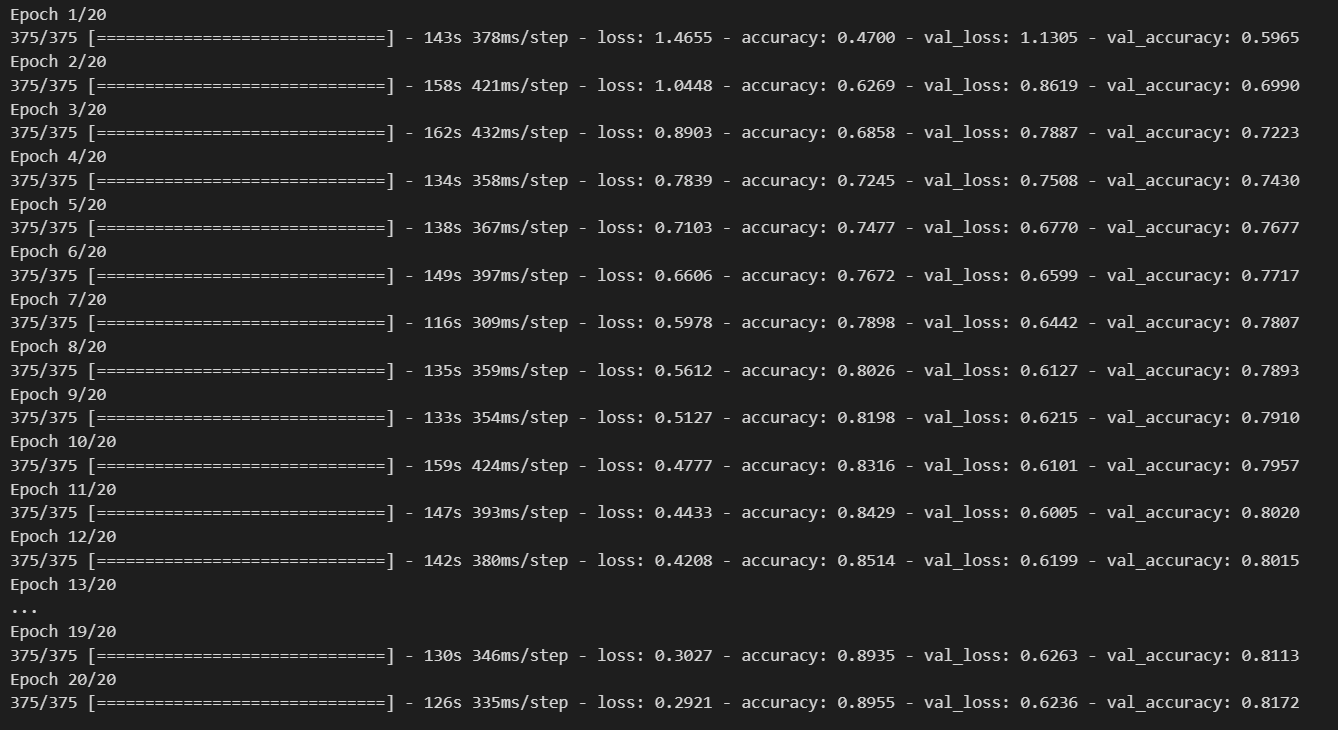 Epoch 1/20
375/375 [==============================] - 143s 378ms/step - loss: 1.4655 - accuracy: 0.4700 - val_loss: 1.1305 - val_accuracy: 0.5965
Epoch 2/20
375/375 [==============================] - 158s 421ms/step - loss: 1.0448 - accuracy: 0.6269 - val_loss: 0.8619 - val_accuracy: 0.6990
Epoch 3/20
375/375 [==============================] - 162s 432ms/step - loss: 0.8903 - accuracy: 0.6858 - val_loss: 0.7887 - val_accuracy: 0.7223
Epoch 4/20
375/375 [==============================] - 134s 358ms/step - loss: 0.7839 - accuracy: 0.7245 - val_loss: 0.7508 - val_accuracy: 0.7430
Epoch 5/20
375/375 [==============================] - 138s 367ms/step - loss: 0.7103 - accuracy: 0.7477 - val_loss: 0.6770 - val_accuracy: 0.7677
Epoch 6/20
375/375 [==============================] - 149s 397ms/step - loss: 0.6606 - accuracy: 0.7672 - val_loss: 0.6599 - val_accuracy: 0.7717
Epoch 7/20
375/375 [==============================] - 116s 309ms/step - loss: 0.5978 - accuracy: 0.7898 - val_loss: 0.6442 - val_accuracy: 0.7807
Epoch 8/20
375/375 [==============================] - 135s 359ms/step - loss: 0.5612 - accuracy: 0.8026 - val_loss: 0.6127 - val_accuracy: 0.7893
Epoch 9/20
375/375 [==============================] - 133s 354ms/step - loss: 0.5127 - accuracy: 0.8198 - val_loss: 0.6215 - val_accuracy: 0.7910
Epoch 10/20
375/375 [==============================] - 159s 424ms/step - loss: 0.4777 - accuracy: 0.8316 - val_loss: 0.6101 - val_accuracy: 0.7957
Epoch 11/20
375/375 [==============================] - 147s 393ms/step - loss: 0.4433 - accuracy: 0.8429 - val_loss: 0.6005 - val_accuracy: 0.8020
Epoch 12/20
375/375 [==============================] - 142s 380ms/step - loss: 0.4208 - accuracy: 0.8514 - val_loss: 0.6199 - val_accuracy: 0.8015
Epoch 13/20
...
Epoch 19/20
375/375 [==============================] - 130s 346ms/step - loss: 0.3027 - accuracy: 0.8935 - val_loss: 0.6263 - val_accuracy: 0.8113
Epoch 20/20
375/375 [==============================] - 126s 335ms/step - loss: 0.2921 - accuracy: 0.8955 - val_loss: 0.6236 - val_accuracy: 0.8172